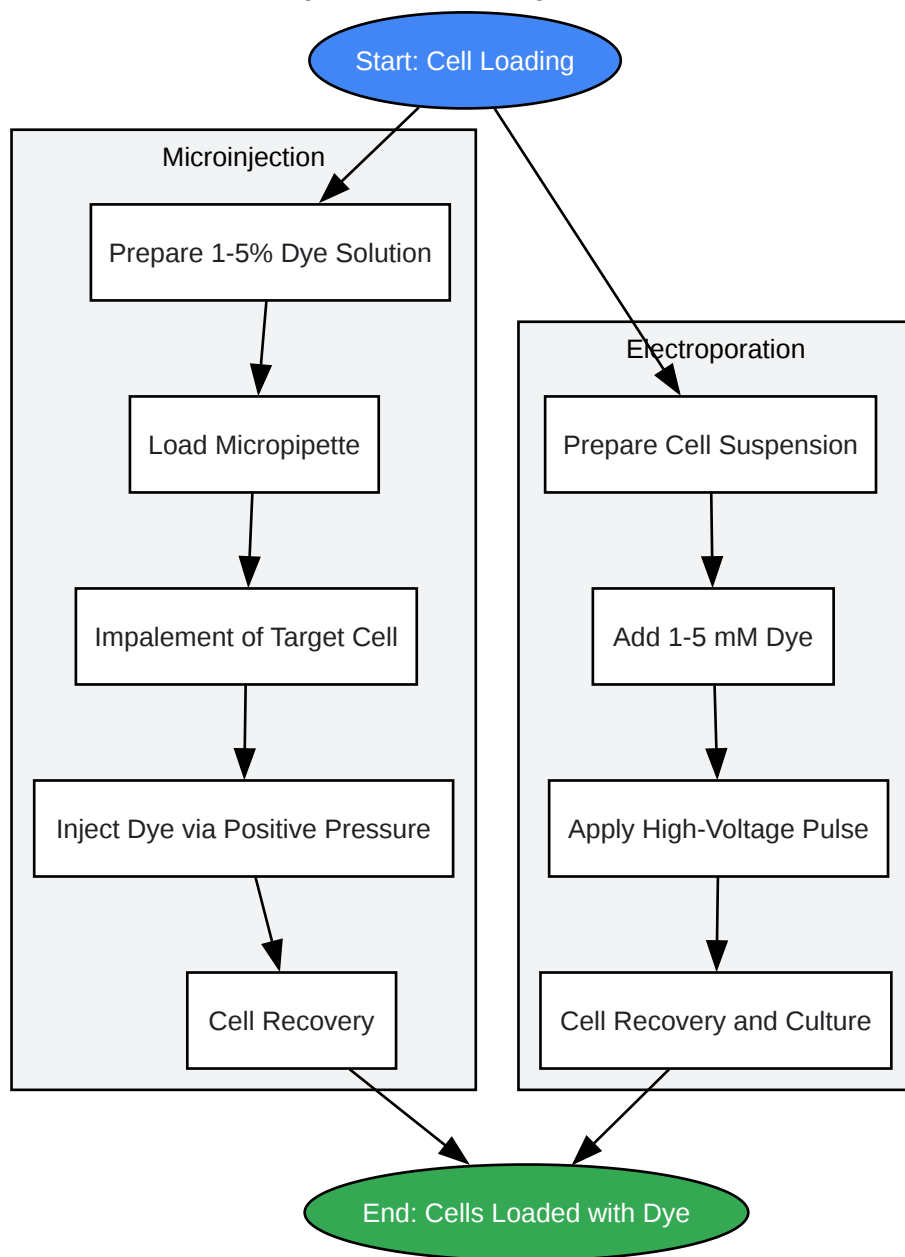 Start: Cell Loading
Microinjection
Prepare 1-5% Dye Solution
Load Micropipette
Impalement of Target Cell
Inject Dye via Positive Pressure
Cell Recovery
Electroporation
Prepare Cell Suspension
Add 1-5 mM Dye
Apply High-Voltage Pulse
Cell Recovery and Culture
End: Cells Loaded with Dye